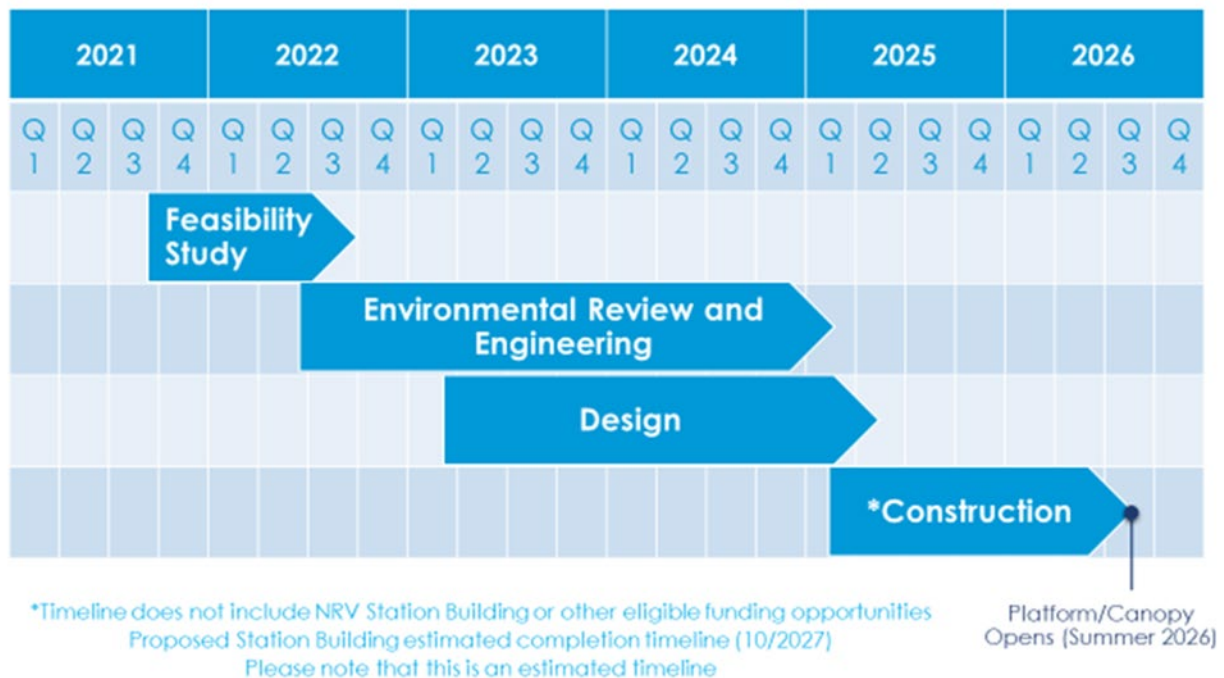 2021 2022 2023 2024 2025 2026
Q Q Q Q Q Q Q Q Q Q Q Q Q Q Q Q Q Q Q Q Q Q Q Q
1 2 3 4 1 2 3 4 1 2 3 4 1 2 3 4 1 2 3 4 1 2 3 4
Feasibility
Study
Environmental Review and
Engineering
Design
*Construction
*Timeline does not include NRV Station Building or other eligible funding opportunities
Proposed Station Building estimated completion timeline (10/2027)
Please note that this is an estimated timeline
Platform/Canopy
Opens (Summer 2026)